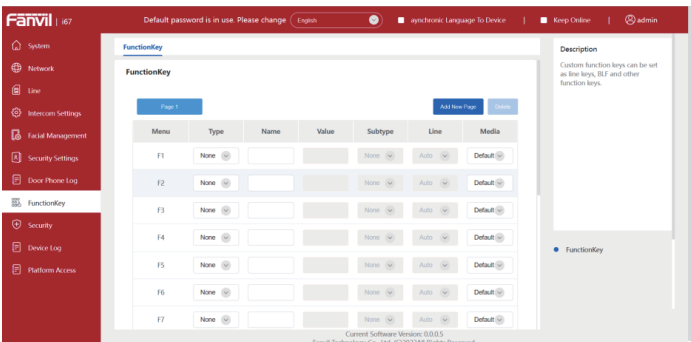 Fanvil | i67
Default password is in use. Please change English aynchronic Language To Device | Keep Online | admin
System
Network
Line
Intercom Settings
Facial Management
Security Settings
Door Phone Log
FunctionKey
Security
Device Log
Platform Access
FunctionKey
FunctionKey
Page 1 Add New Page Delete
Menu Type Name Value Subtype Line Media
F1 None None Auto Default
F2 None None Auto Default
F3 None None Auto Default
F4 None None Auto Default
F5 None None Auto Default
F6 None None Auto Default
F7 None None Auto Default
Description
Custom function keys can be set
as line keys, BLF and other
function keys.
FunctionKey
Current Software Version: 0.0.0.5